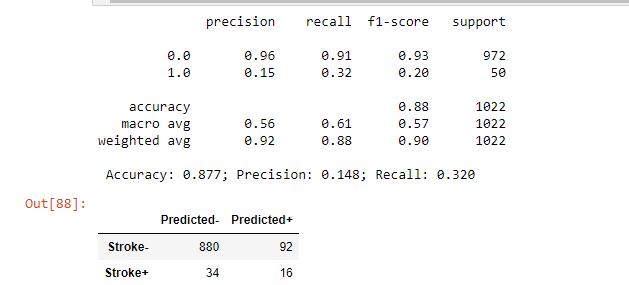 precision recall f1-score support
0.0 0.96 0.91 0.93 972
1.0 0.15 0.32 0.20 50
accuracy 0.88 1022
macro avg 0.56 0.61 0.57 1022
weighted avg 0.92 0.88 0.90 1022
Accuracy: 0.877; Precision: 0.148; Recall: 0.320
Out[88]:
Predicted- Predicted+
Stroke- 880 92
Stroke+ 34 16